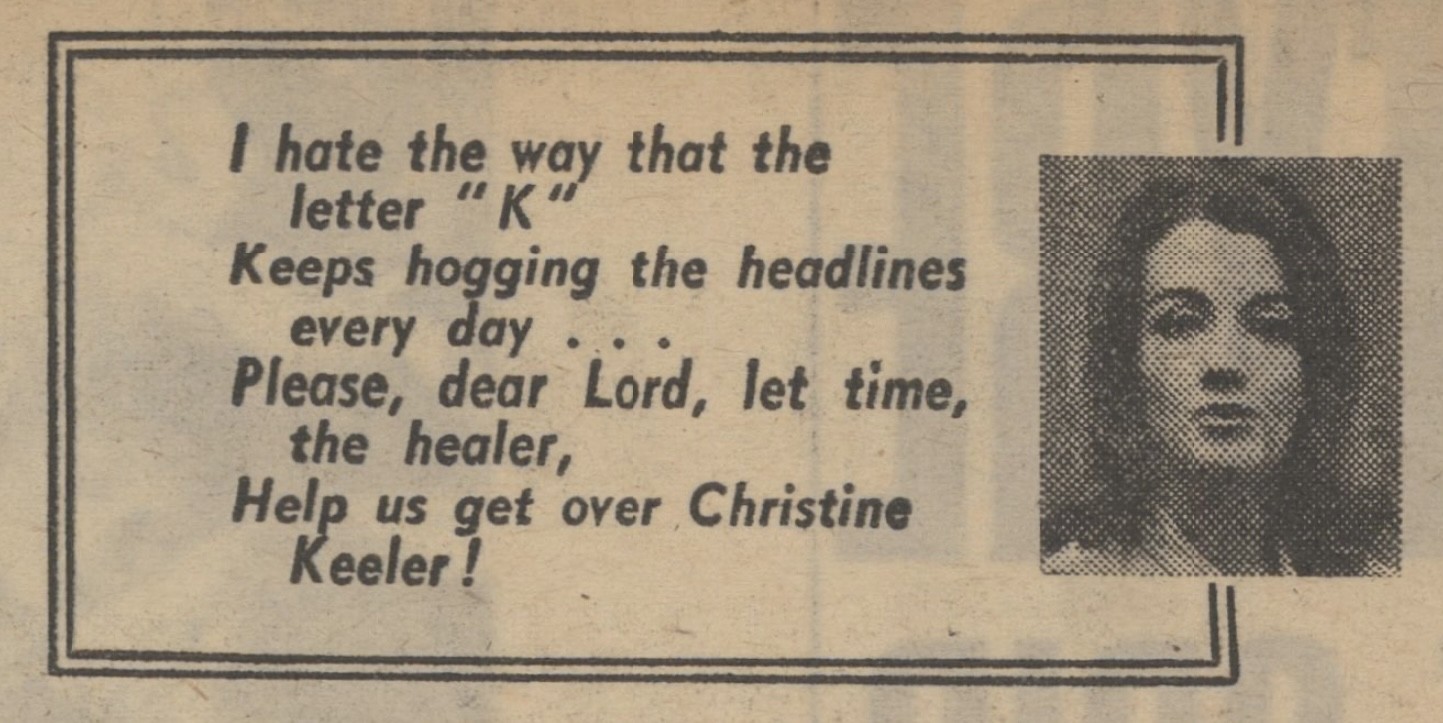 I hate the way that the
letter "K"
Keeps hogging the headlines
every day . . .
Please, dear Lord, let time,
the healer,
Help us get over Christine
Keeler!